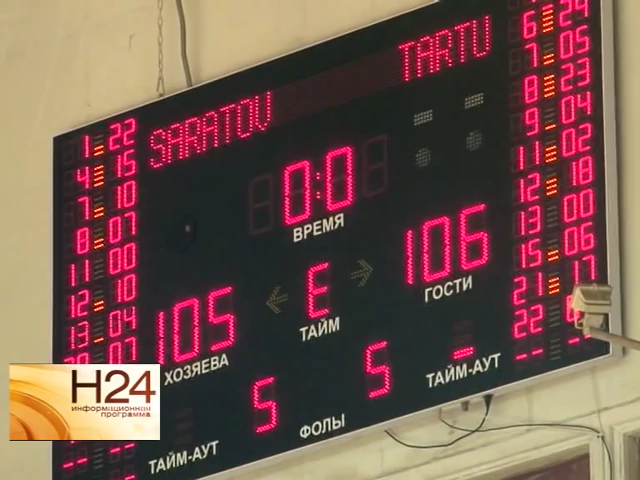 SARATOV TARTU
0:0
ВРЕМЯ
105 E 106
ХОЗЯЕВА ТАЙМ ГОСТИ
5 5
ТАЙМ-АУТ ФОЛЫ ТАЙМ-АУТ
1 22
4 15
7 10
8 07
11 00
12 10
13 04
07
6 24
7 05
8 23
9 04
11 02
12 18
13 00
15 06
21 17
22
H24
информационная
программа